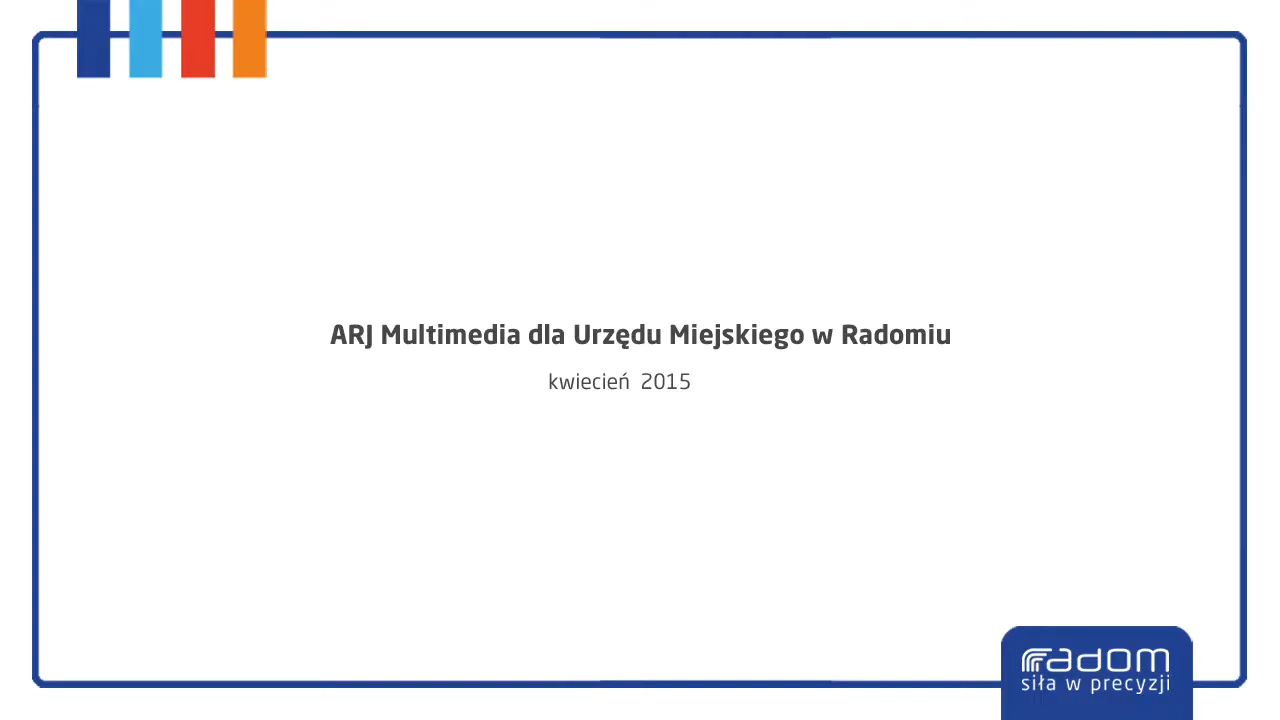 ARJ Multimedia dla Urzędu Miejskiego w Radomiu
kwiecień 2015
radom
siła w precyzji